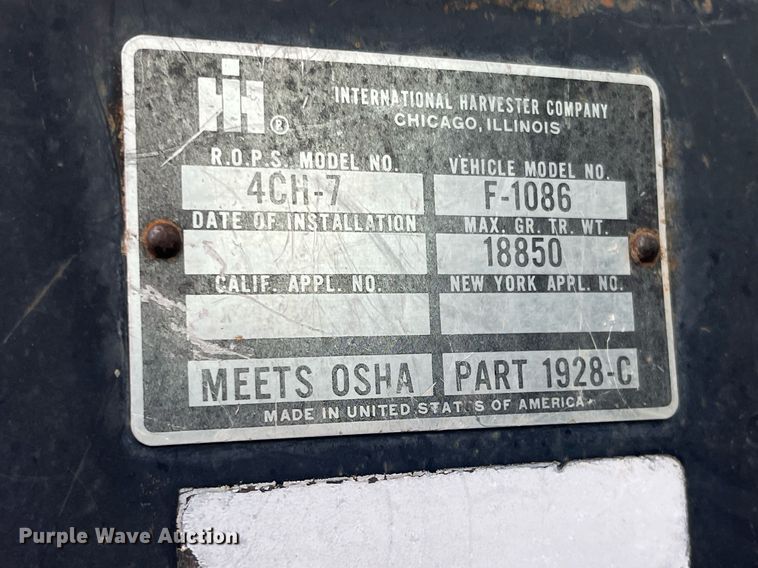 IH ®
INTERNATIONAL HARVESTER COMPANY
CHICAGO, ILLINOIS
R.O.P.S. MODEL NO. VEHICLE MODEL NO.
4CH-7 F-1086
DATE OF INSTALLATION MAX. GR. TR. WT.
18850
CALIF. APPL. NO. NEW YORK APPL. NO.
MEETS OSHA PART 1928-C
MADE IN UNITED STAT S OF AMERICA
Purple Wave Auction